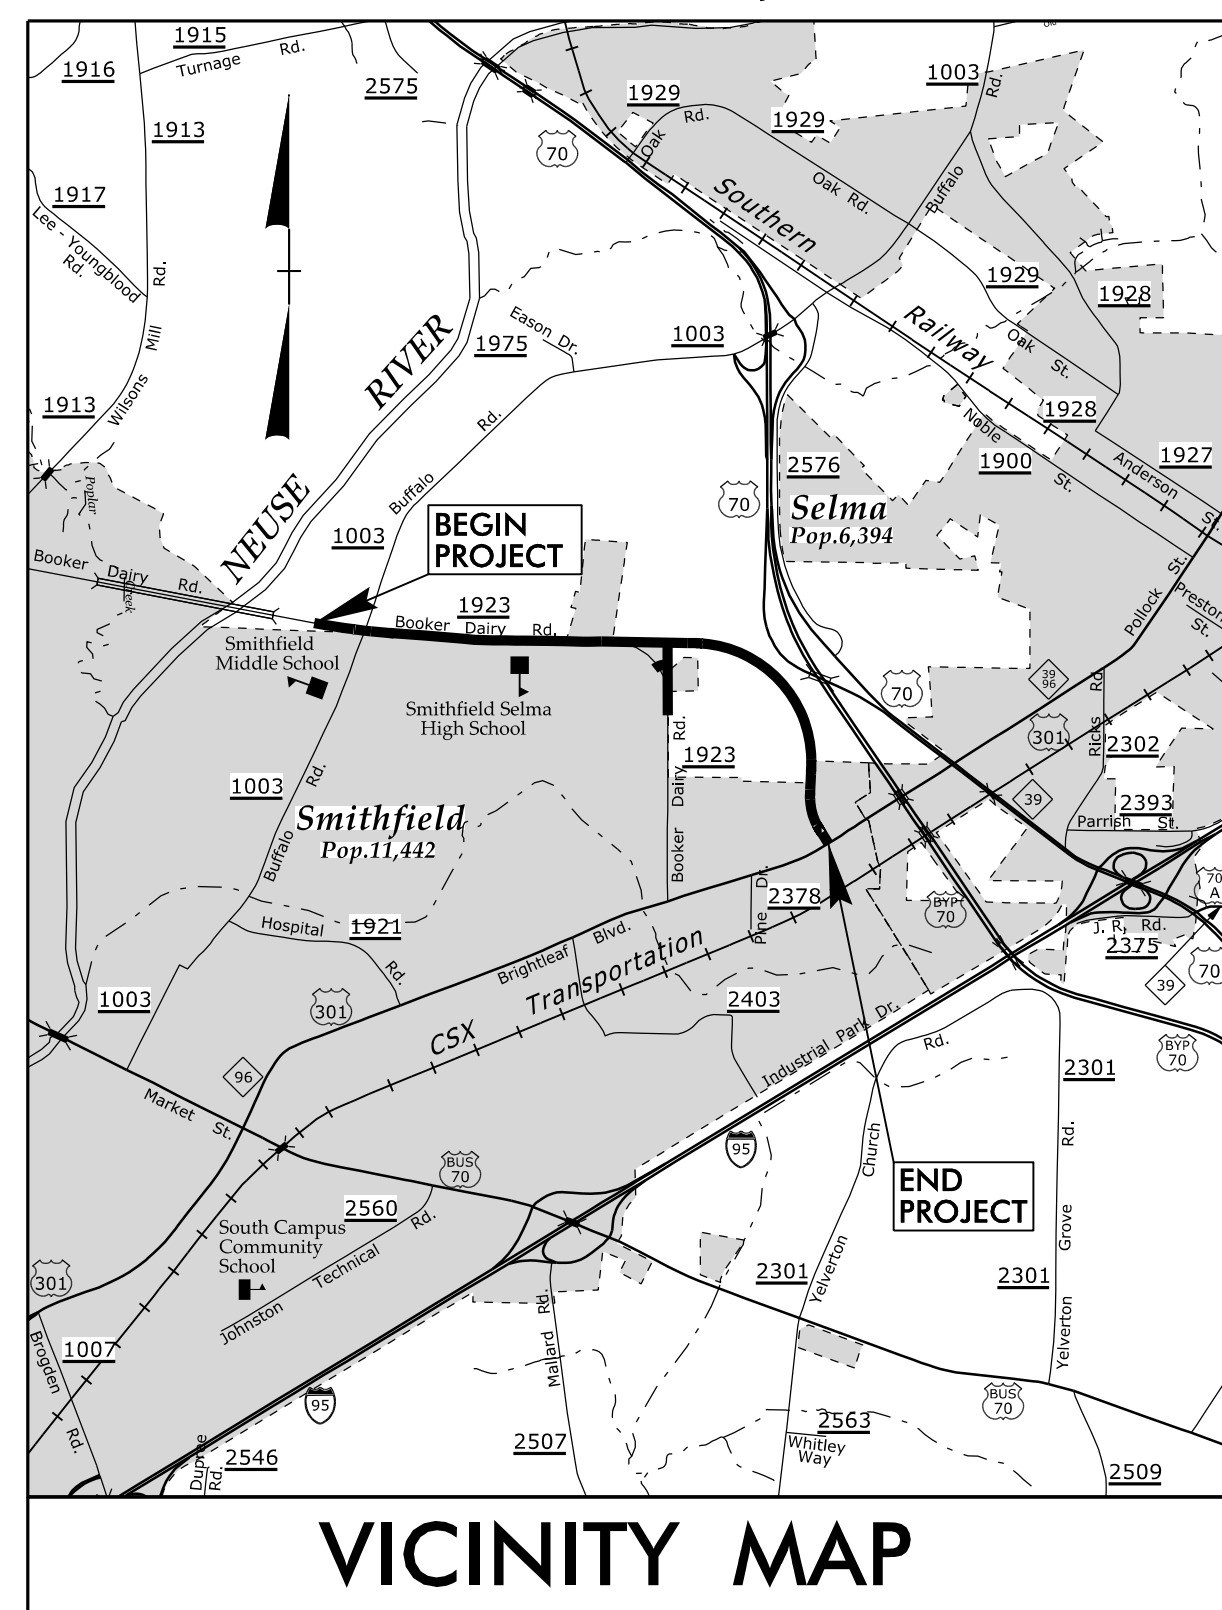 1915
Turnage Rd.
1916
2575
1003
Rd.
1929
Rd.
1929
1913
Oak
70
1917
Lee - Youngblood
Rd.
Southern
Oak Rd.
Buffalo
Rd.
1929
1928
Mill
Eason Dr.
1975
RIVER
1003
Railway
Oak
St.
Wilsons
1913
Rd.
1928
Noble
St.
1900
1927
Anderson
St.
2576
Poplar
Creek
Buffalo
70
Selma
Pop.6,394
NEUSE
1003
BEGIN
PROJECT
Booker Dairy Rd.
1923
Booker Dairy Rd.
St.
Pollock
Preston
St.
Smithfield
Middle School
Smithfield Selma
High School
39
96
70
Rd.
Ricks
301
2302
Rd.
1923
Dairy
Booker
1003
Rd.
Buffalo
39
2393
Parrish St.
Smithfield
Pop.11,442
Dr.
Pine
2378
70
A
BYP
70
Hospital
Rd.
1921
Brightleaf Blvd.
J. R. Rd.
2375
39
70
1003
301
CSX Transportation
2403
Industrial Park Dr.
Rd.
BYP
70
96
2301
Market St.
Church
Rd.
95
BUS
70
END
PROJECT
2560
Rd.
South Campus
Community
School
Johnston Technical
Grove
301
2301
Yelverton
2301
Rd.
Mallard
Yelverton
1007
Brogden
Rd.
95
BUS
70
2563
Whitley
Way
2507
Dupree
Rd.
2546
2509
VICINITY MAP